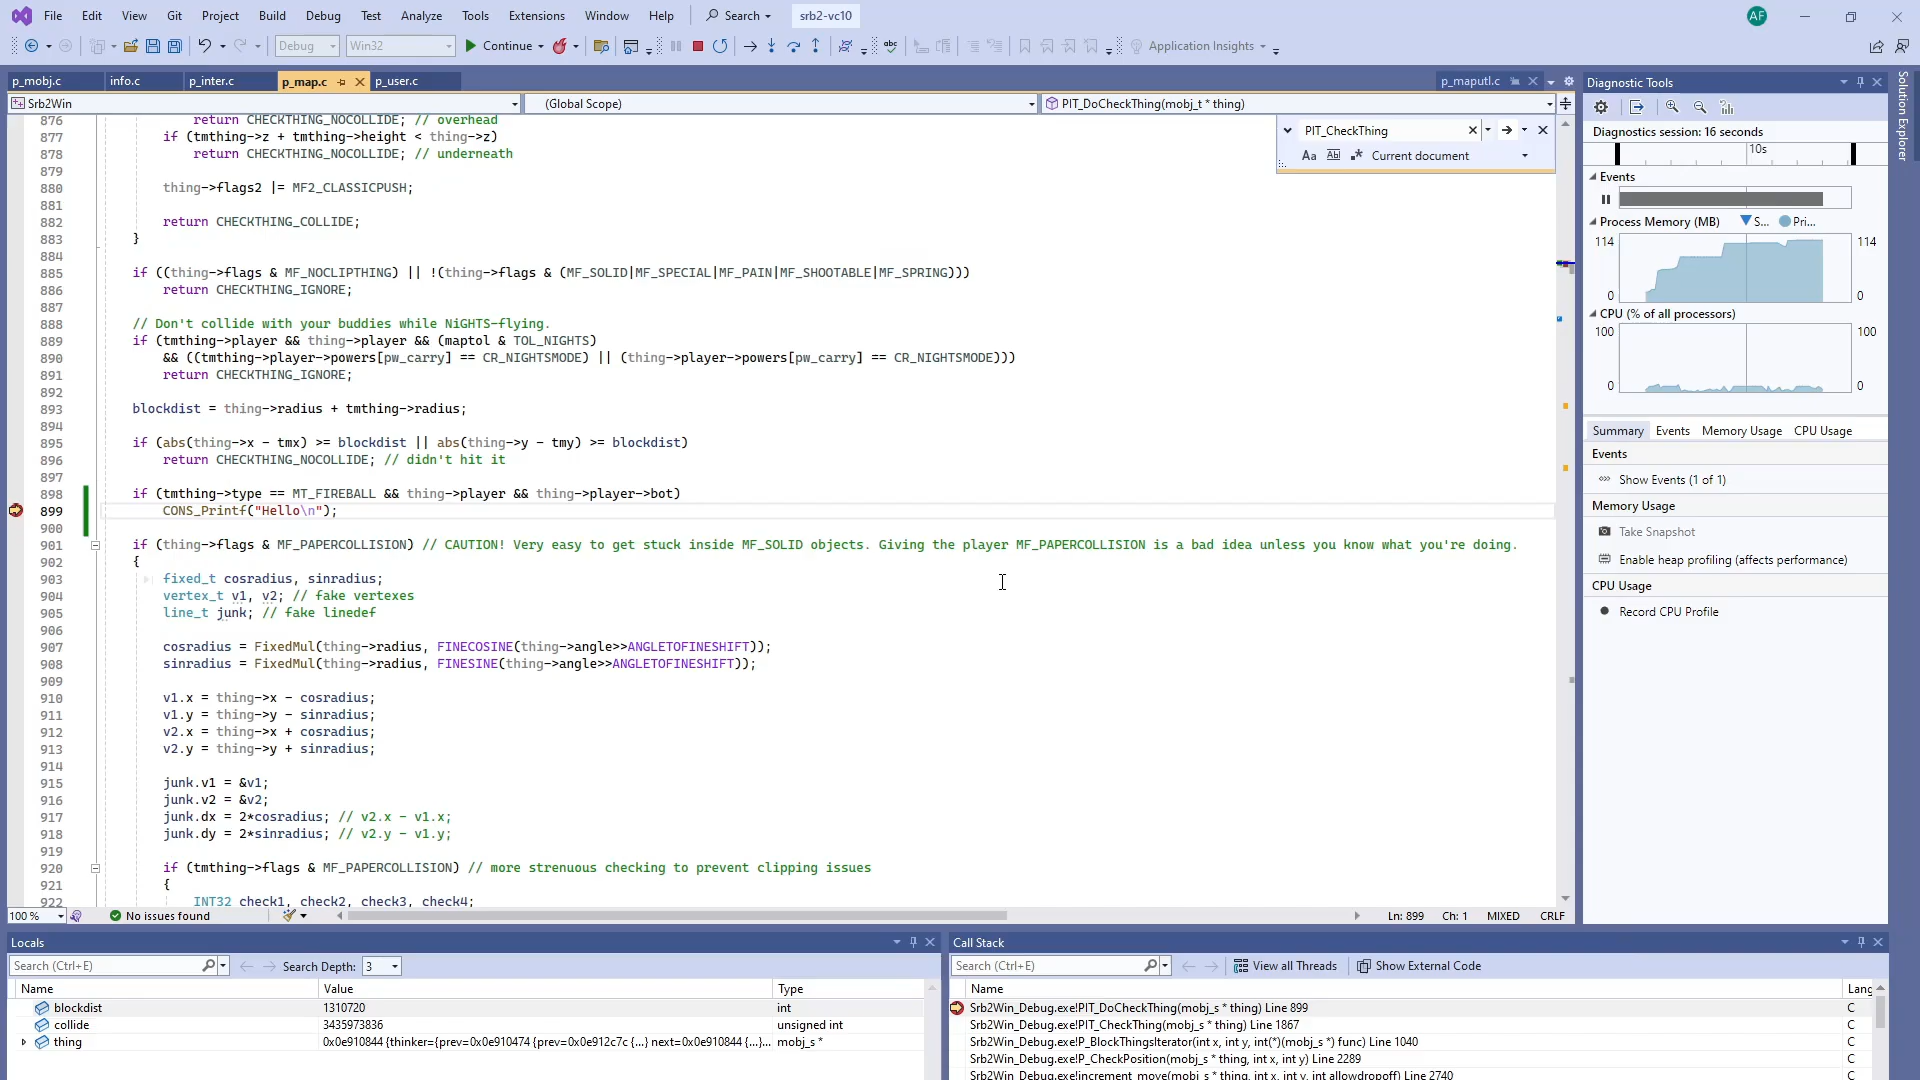 File Edit View Git Project Build Debug Test Analyze Tools Extensions Window Help Search srb2-vc10 AF
Debug Win32 Continue abc Application Insights
p_mobj.c info.c p_inter.c p_map.c p_user.c p_maputl.c
Srb2Win (Global Scope) PIT_DoCheckThing(mobj_t * thing)
PIT_CheckThing
Aa Ab Current document
876 return CHECKTHING_NOCOLLIDE; // overhead
877 if (tmthing->z + tmthing->height < thing->z)
878 return CHECKTHING_NOCOLLIDE; // underneath
879
880 thing->flags2 |= MF2_CLASSICPUSH;
881
882 return CHECKTHING_COLLIDE;
883 }
884
885 if ((thing->flags & MF_NOCLIPTHING) || !(thing->flags & (MF_SOLID|MF_SPECIAL|MF_PAIN|MF_SHOOTABLE|MF_SPRING)))
886 return CHECKTHING_IGNORE;
887
888 // Don't collide with your buddies while NiGHTS-flying.
889 if (tmthing->player && thing->player && (maptol & TOL_NIGHTS)
890 && ((tmthing->player->powers[pw_carry] == CR_NIGHTSMODE) || (thing->player->powers[pw_carry] == CR_NIGHTSMODE)))
891 return CHECKTHING_IGNORE;
892
893 blockdist = thing->radius + tmthing->radius;
894
895 if (abs(thing->x - tmx) >= blockdist || abs(thing->y - tmy) >= blockdist)
896 return CHECKTHING_NOCOLLIDE; // didn't hit it
897
898 if (tmthing->type == MT_FIREBALL && thing->player && thing->player->bot)
899 CONS_Printf("Hello\n");
900
901 if (thing->flags & MF_PAPERCOLLISION) // CAUTION! Very easy to get stuck inside MF_SOLID objects. Giving the player MF_PAPERCOLLISION is a bad idea unless you know what you're doing.
902 {
903 fixed_t cosradius, sinradius;
904 vertex_t v1, v2; // fake vertexes
905 line_t junk; // fake linedef
906
907 cosradius = FixedMul(thing->radius, FINECOSINE(thing->angle>>ANGLETOFINESHIFT));
908 sinradius = FixedMul(thing->radius, FINESINE(thing->angle>>ANGLETOFINESHIFT));
909
910 v1.x = thing->x - cosradius;
911 v1.y = thing->y - sinradius;
912 v2.x = thing->x + cosradius;
913 v2.y = thing->y + sinradius;
914
915 junk.v1 = &v1;
916 junk.v2 = &v2;
917 junk.dx = 2*cosradius; // v2.x - v1.x;
918 junk.dy = 2*sinradius; // v2.y - v1.y;
919
920 if (tmthing->flags & MF_PAPERCOLLISION) // more strenuous checking to prevent clipping issues
921 {
922 INT32 check1, check2, check3, check4;
100 % No issues found Ln: 899 Ch: 1 MIXED CRLF
Diagnostic Tools
Diagnostics session: 16 seconds
10s
Events
Process Memory (MB) S... Pri...
114 114
0 0
CPU (% of all processors)
100 100
0 0
Summary Events Memory Usage CPU Usage
Events
Show Events (1 of 1)
Memory Usage
Take Snapshot
Enable heap profiling (affects performance)
CPU Usage
Record CPU Profile
Solution Explorer
Locals
Search (Ctrl+E) Search Depth: 3
Name Value Type
blockdist 1310720 int
collide 3435973836 unsigned int
thing 0x0e910844 {thinker={prev=0x0e910474 {prev=0x0e912c7c {...} next=0x0e910844 {...}... mobj_s *
Call Stack
Search (Ctrl+E) View all Threads Show External Code
Name Lang
Srb2Win_Debug.exe!PIT_DoCheckThing(mobj_s * thing) Line 899 C
Srb2Win_Debug.exe!PIT_CheckThing(mobj_s * thing) Line 1867 C
Srb2Win_Debug.exe!P_BlockThingsIterator(int x, int y, int(*)(mobj_s *) func) Line 1040 C
Srb2Win_Debug.exe!P_CheckPosition(mobj_s * thing, int x, int y) Line 2289 C
Srb2Win_Debug.exe!increment_move(mobj_s * thing, int x, int y, int allowdropoff) Line 2740 C